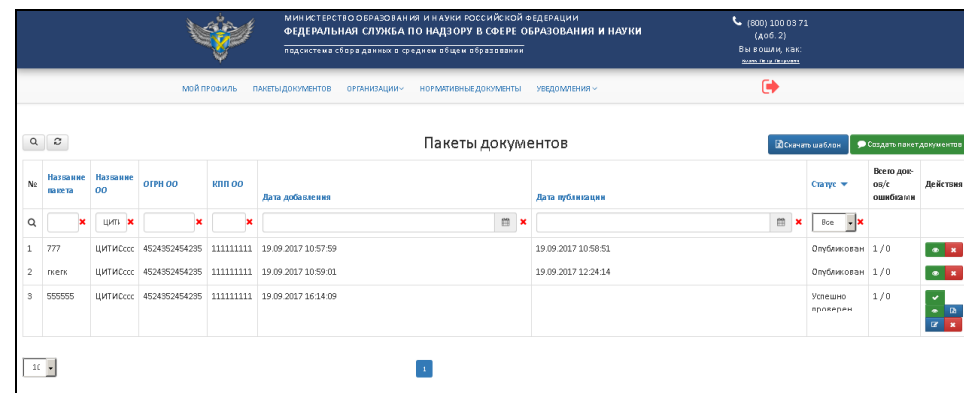 МИНИСТЕРСТВО ОБРАЗОВАНИЯ И НАУКИ РОССИЙСКОЙ ФЕДЕРАЦИИ
ФЕДЕРАЛЬНАЯ СЛУЖБА ПО НАДЗОРУ В СФЕРЕ ОБРАЗОВАНИЯ И НАУКИ
подсистема сбора данных о среднем общем образовании
(800) 100 03 71
(доб. 2)
Вы вошли, как:
МОЙ ПРОФИЛЬ ПАКЕТЫ ДОКУМЕНТОВ ОРГАНИЗАЦИИ НОРМАТИВНЫЕ ДОКУМЕНТЫ УВЕДОМЛЕНИЯ
Пакеты документов
Скачать шаблон
Создать пакет документов
№ Название пакета Название ОО ОГРН ОО КПП ОО Дата добавления Дата публикации Статус Всего док-ов/с ошибками Действия
ЦИТИ Все
1 777 ЦИТИСссс 4524352454235 111111111 19.09.2017 10:57:59 19.09.2017 10:58:51 Опубликован 1 / 0
2 гкегк ЦИТИСссс 4524352454235 111111111 19.09.2017 10:59:01 19.09.2017 12:24:14 Опубликован 1 / 0
3 555555 ЦИТИСссс 4524352454235 111111111 19.09.2017 16:14:09 Успешно проверен 1 / 0
10 1